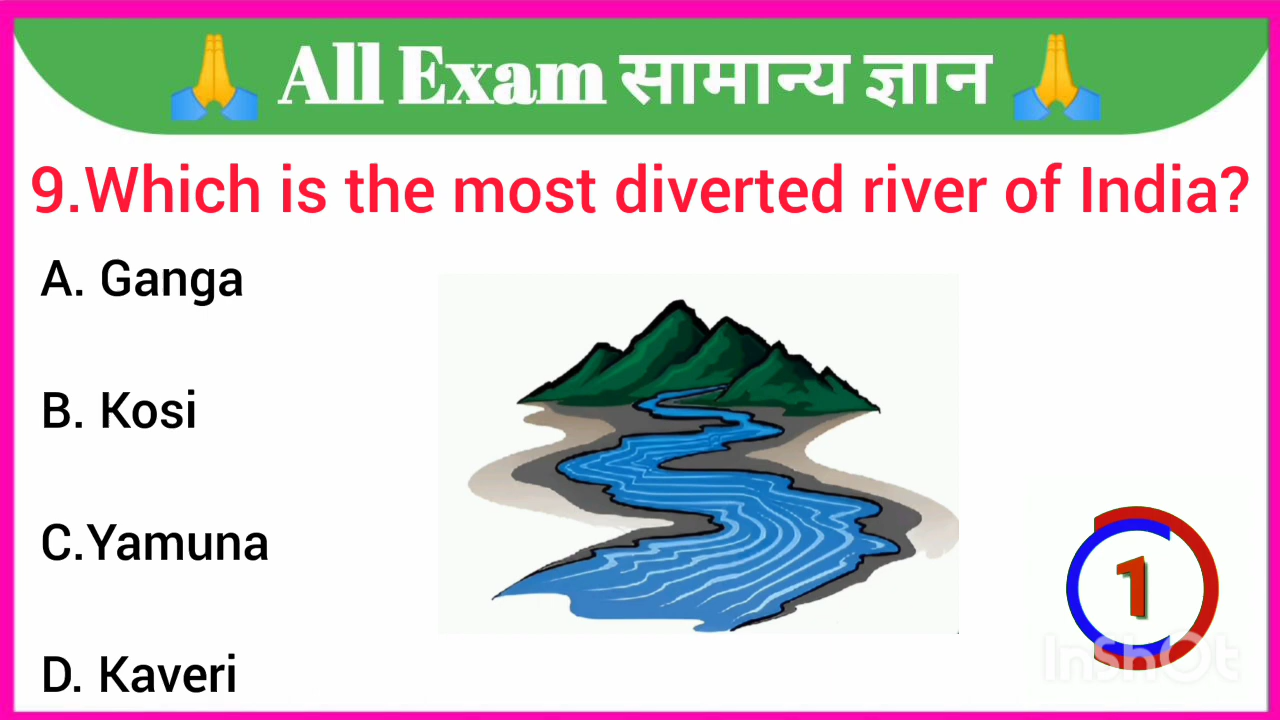 🙏 All Exam सामान्य ज्ञान 🙏
9.Which is the most diverted river of India?
A. Ganga
B. Kosi
C.Yamuna
D. Kaveri
1
InShOt